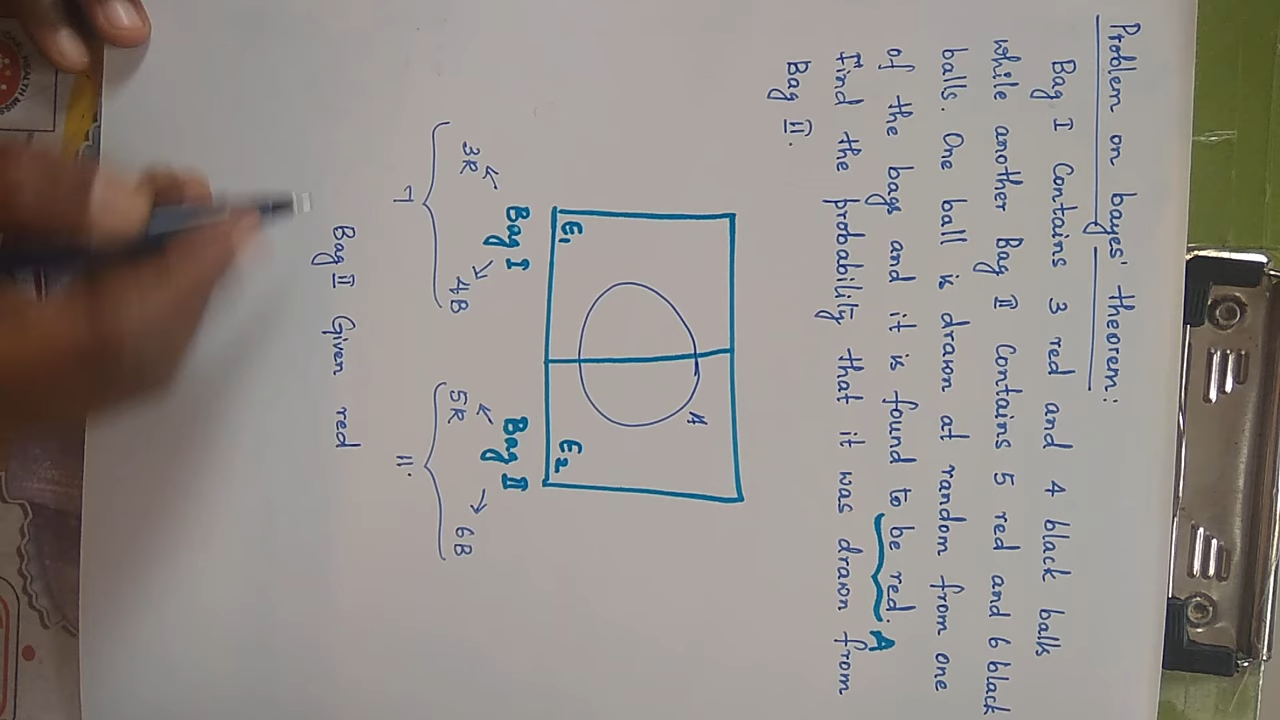 Problem on bayes' theorem:
Bag I Contains 3 red and 4 black balls
while another Bag II Contains 5 red and 6 black
balls. One ball is drawn at random from one
of the bags and it is found to be red. A
find the probability that it was drawn from
Bag II.
A
E₁ E₂
Bag I Bag II
3R 4B 5R 6B
7 11.
Bag II Given red